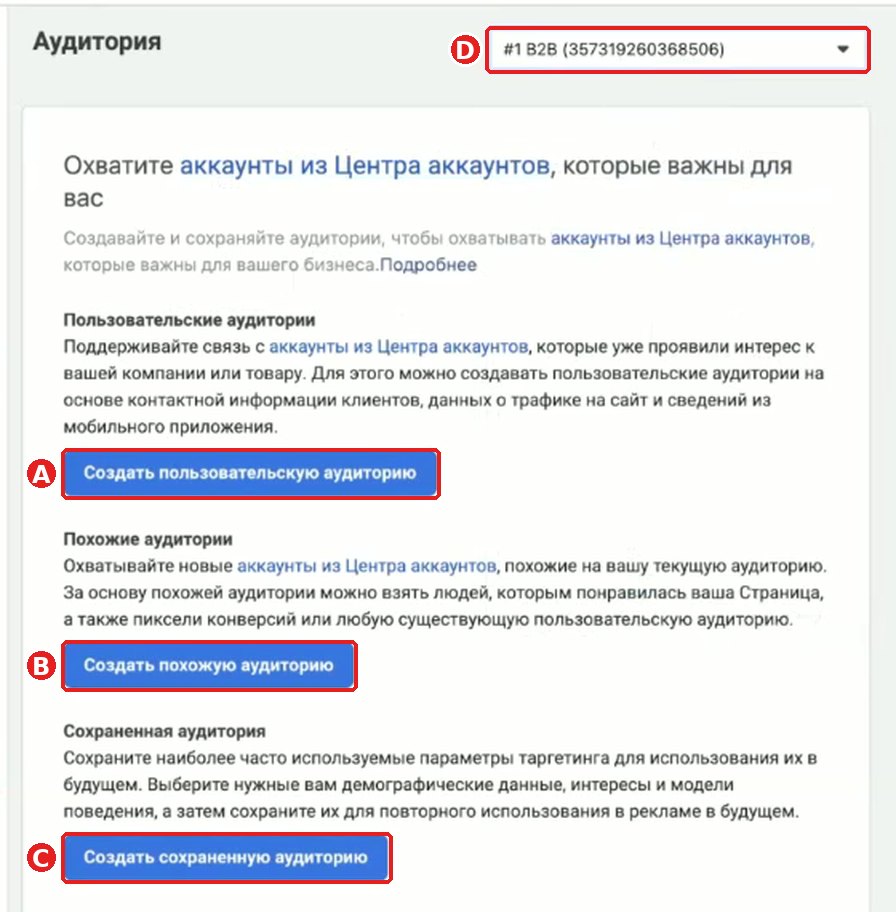 Аудитория
D
#1 B2B (357319260368506)
Охватите аккаунты из Центра аккаунтов, которые важны для
вас
Создавайте и сохраняйте аудитории, чтобы охватывать аккаунты из Центра аккаунтов,
которые важны для вашего бизнеса.Подробнее
Пользовательские аудитории
Поддерживайте связь с аккаунты из Центра аккаунтов, которые уже проявили интерес к
вашей компании или товару. Для этого можно создавать пользовательские аудитории на
основе контактной информации клиентов, данных о трафике на сайт и сведений из
мобильного приложения.
A
Создать пользовательскую аудиторию
Похожие аудитории
Охватывайте новые аккаунты из Центра аккаунтов, похожие на вашу текущую аудиторию.
За основу похожей аудитории можно взять людей, которым понравилась ваша Страница,
а также пиксели конверсий или любую существующую пользовательскую аудиторию.
B
Создать похожую аудиторию
Сохраненная аудитория
Сохраните наиболее часто используемые параметры таргетинга для использования их в
будущем. Выберите нужные вам демографические данные, интересы и модели
поведения, а затем сохраните их для повторного использования в рекламе в будущем.
C
Создать сохраненную аудиторию